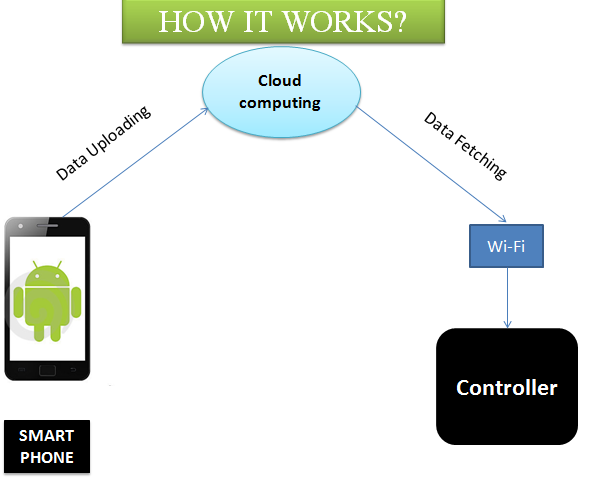 HOW IT WORKS?
Cloud
computing
Data Uploading
Data Fetching
Wi-Fi
Controller
SMART
PHONE